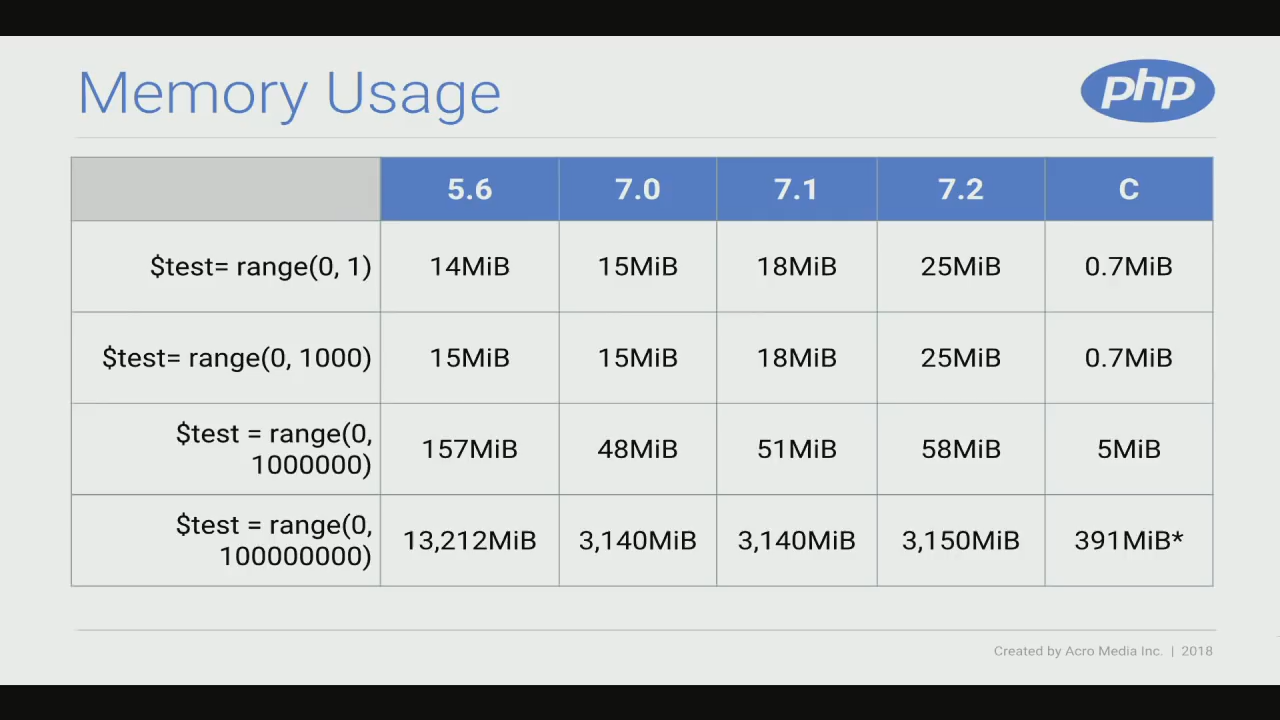 Memory Usage
php
5.6 7.0 7.1 7.2 C
$test= range(0, 1) 14MiB 15MiB 18MiB 25MiB 0.7MiB
$test= range(0, 1000) 15MiB 15MiB 18MiB 25MiB 0.7MiB
$test = range(0,
1000000) 157MiB 48MiB 51MiB 58MiB 5MiB
$test = range(0,
100000000) 13,212MiB 3,140MiB 3,140MiB 3,150MiB 391MiB*
Created by Acro Media Inc. | 2018